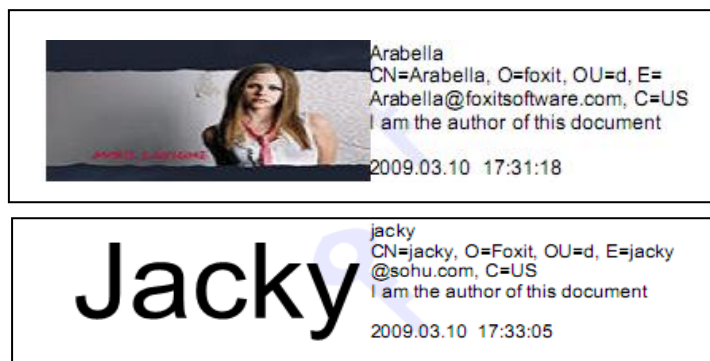 AVRIL LAVIGNE
Arabella
CN=Arabella, O=foxit, OU=d, E=
Arabella@foxitsoftware.com, C=US
I am the author of this document
2009.03.10 17:31:18
Jacky
jacky
CN=jacky, O=Foxit, OU=d, E=jacky
@sohu.com, C=US
I am the author of this document
2009.03.10 17:33:05